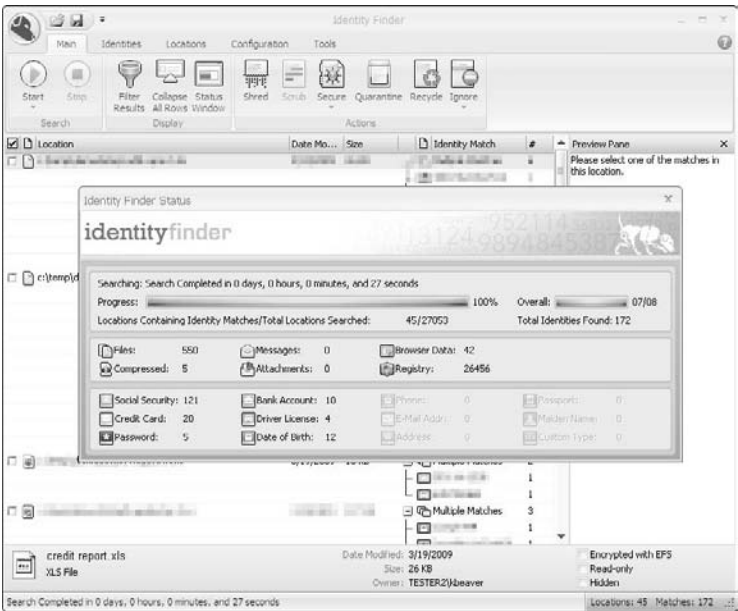 Identity Finder
Main Identities Locations Configuration Tools
Start Stop Filter Results Collapse All Rows Status Window Shred Scrub Secure Quarantine Recycle Ignore
Search Display Actions
Location Date Mo... Size Identity Match # Preview Pane
Please select one of the matches in this location.
Identity Finder Status
identityfinder
c:\temp\d
Searching: Search Completed in 0 days, 0 hours, 0 minutes, and 27 seconds
Progress: 100% Overall: 07/08
Locations Containing Identity Matches/Total Locations Searched: 45/27053 Total Identities Found: 172
Files: 550 Messages: 0 Browser Data: 42
Compressed: 5 Attachments: 0 Registry: 26456
Social Security: 121 Bank Account: 10 Phone: 0 Passport: 0
Credit Card: 20 Driver License: 4 E-Mail Addr: 0 Maiden Name: 0
Password: 5 Date of Birth: 12 Address: 0 Custom Type: 0
Multiple Matches 2
1
1
Multiple Matches 3
1
1
credit report.xls Date Modified: 3/19/2009 Encrypted with EFS
XLS File Size: 26 KB Read-only
Owner: TESTER2\kbeaver Hidden
Search Completed in 0 days, 0 hours, 0 minutes, and 27 seconds Locations: 45 Matches: 172